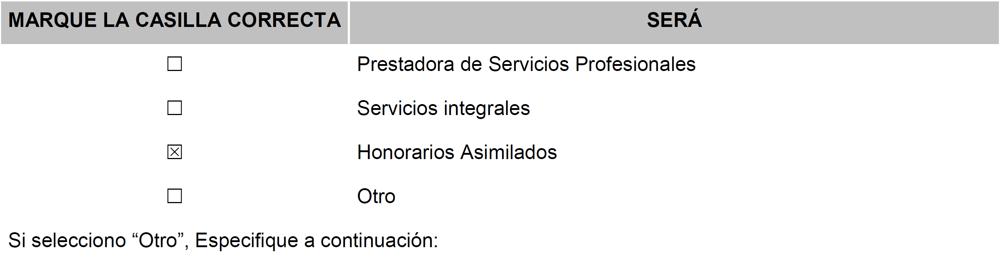 MARQUE LA CASILLA CORRECTA SERÁ
☐ Prestadora de Servicios Profesionales
☐ Servicios integrales
☒ Honorarios Asimilados
☐ Otro
Si selecciono “Otro”, Especifique a continuación: